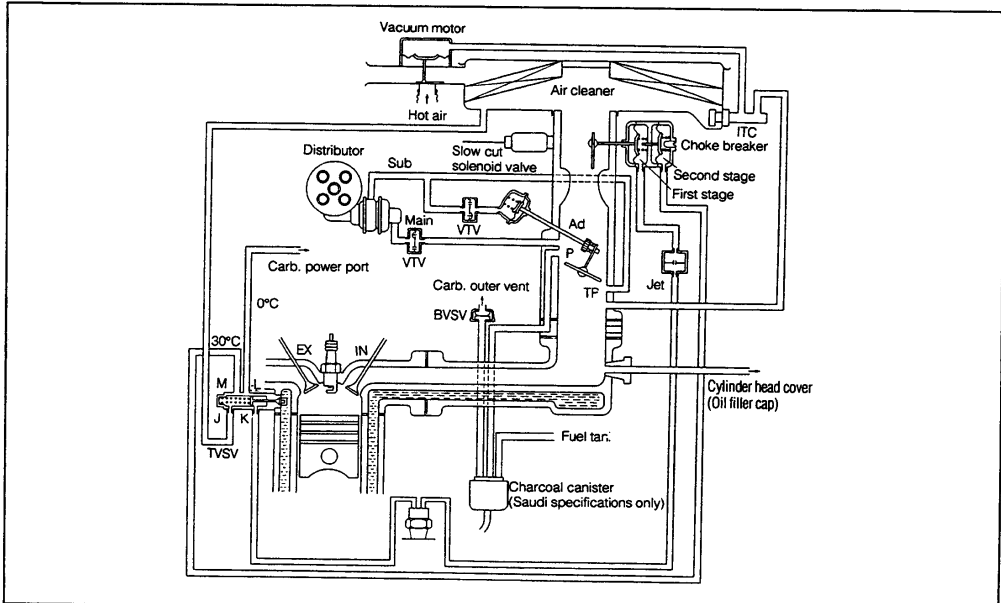 Vacuum motor
Air cleaner
Hot air
ITC
Choke breaker
Slow cut
solenoid valve
Distributor
Sub
Second stage
First stage
Main
VTV
Ad
VTV
P
Carb. power port
Carb. outer vent
TP
Jet
0°C
BVSV
30°C
EX
IN
M
L
J
K
TVSV
Cylinder head cover
(Oil filler cap)
Fuel tan.
Charcoal canister
(Saudi specifications only)